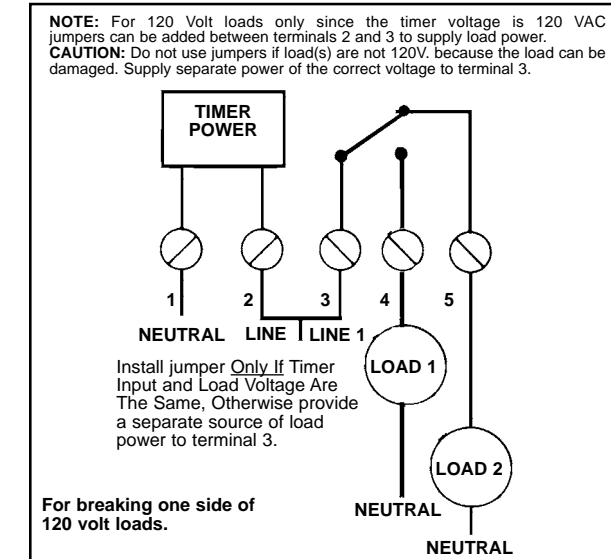 NOTE: For 120 Volt loads only since the timer voltage is 120 VAC
jumpers can be added between terminals 2 and 3 to supply load power.
CAUTION: Do not use jumpers if load(s) are not 120V. because the load can be
damaged. Supply separate power of the correct voltage to terminal 3.
TIMER
POWER
1 2 3 4 5
NEUTRAL LINE LINE 1
Install jumper Only If Timer
Input and Load Voltage Are
The Same, Otherwise provide
a separate source of load
power to terminal 3.
LOAD 1
LOAD 2
For breaking one side of
120 volt loads.
NEUTRAL
NEUTRAL